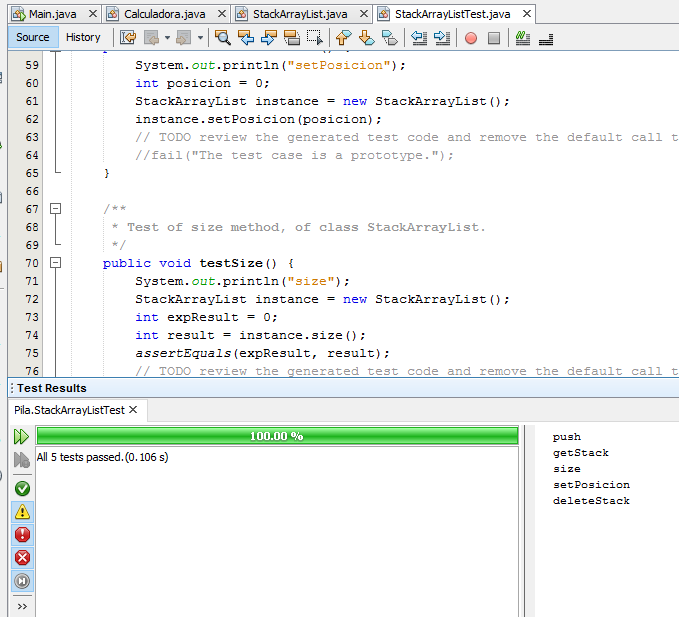 Main.java
Calculadora.java
StackArrayList.java
StackArrayListTest.java
Source
History
59 System.out.println("setPosicion");
60 int posicion = 0;
61 StackArrayList instance = new StackArrayList();
62 instance.setPosicion(posicion);
63 // TODO review the generated test code and remove the default call t
64 //fail("The test case is a prototype.");
65 }
66
67 /**
68 * Test of size method, of class StackArrayList.
69 */
70 public void testSize() {
71 System.out.println("size");
72 StackArrayList instance = new StackArrayList();
73 int expResult = 0;
74 int result = instance.size();
75 assertEquals(expResult, result);
76 // TODO review the generated test code and remove the default call t
Test Results
Pila.StackArrayListTest
100.00 %
All 5 tests passed.(0.106 s)
push
getStack
size
setPosicion
deleteStack